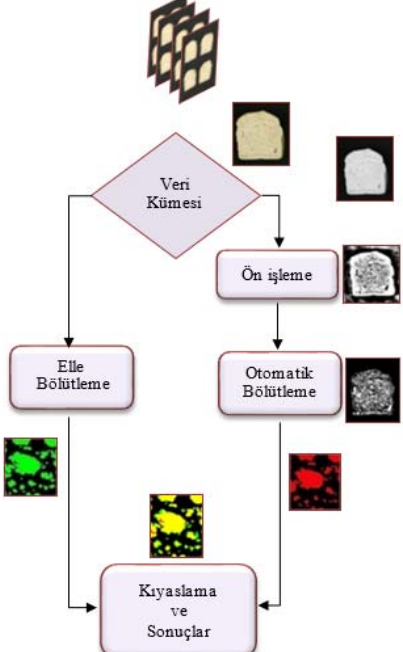 Veri
Kümesi
Ön işleme
Elle
Bölütleme
Otomatik
Bölütleme
Kıyaslama
ve
Sonuçlar